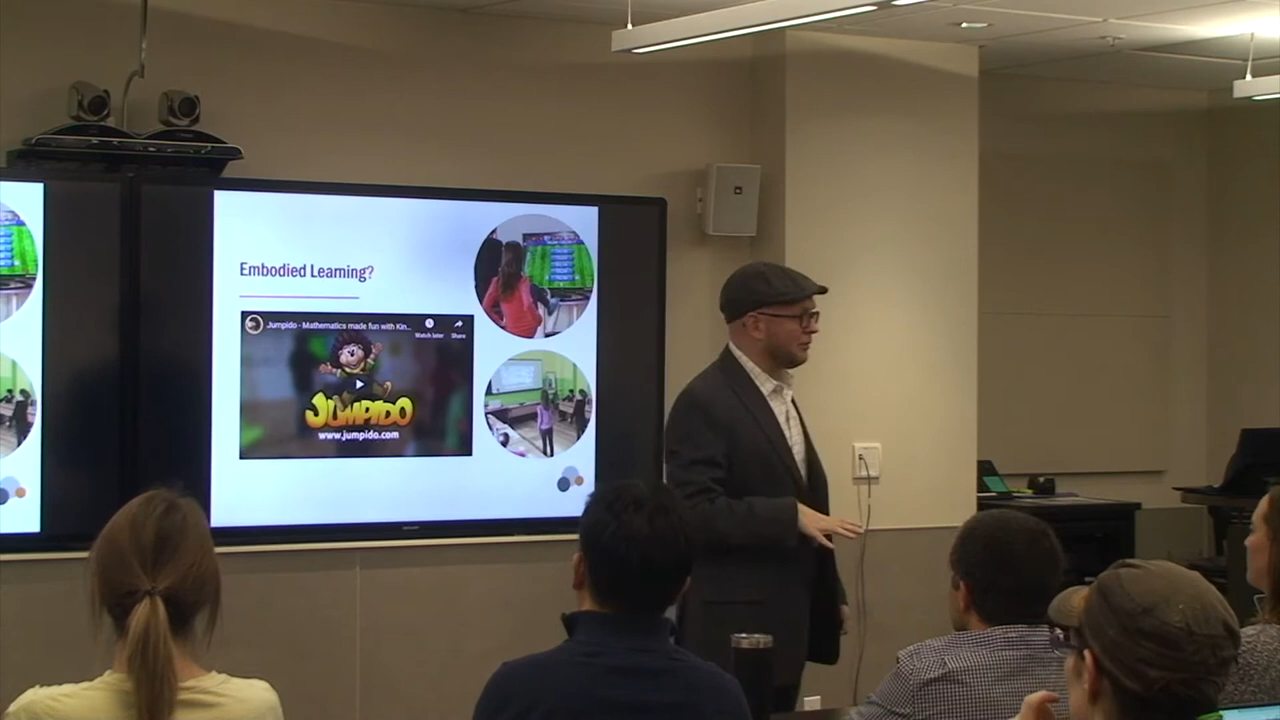 Embodied Learning?
Jumpido - Mathematics made fun with Kin...
Watch later
Share
JUMPIDO
www.jumpido.com